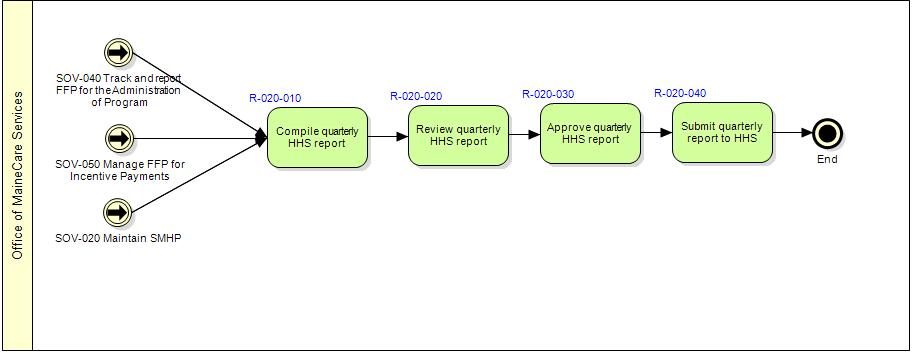 Office of MaineCare Services
SOV-040 Track and report
FFP for the Administration
of Program
SOV-050 Manage FFP for
Incentive Payments
SOV-020 Maintain SMHP
R-020-010
Compile quarterly
HHS report
R-020-020
Review quarterly
HHS report
R-020-030
Approve quarterly
HHS report
R-020-040
Submit quarterly
report to HHS
End